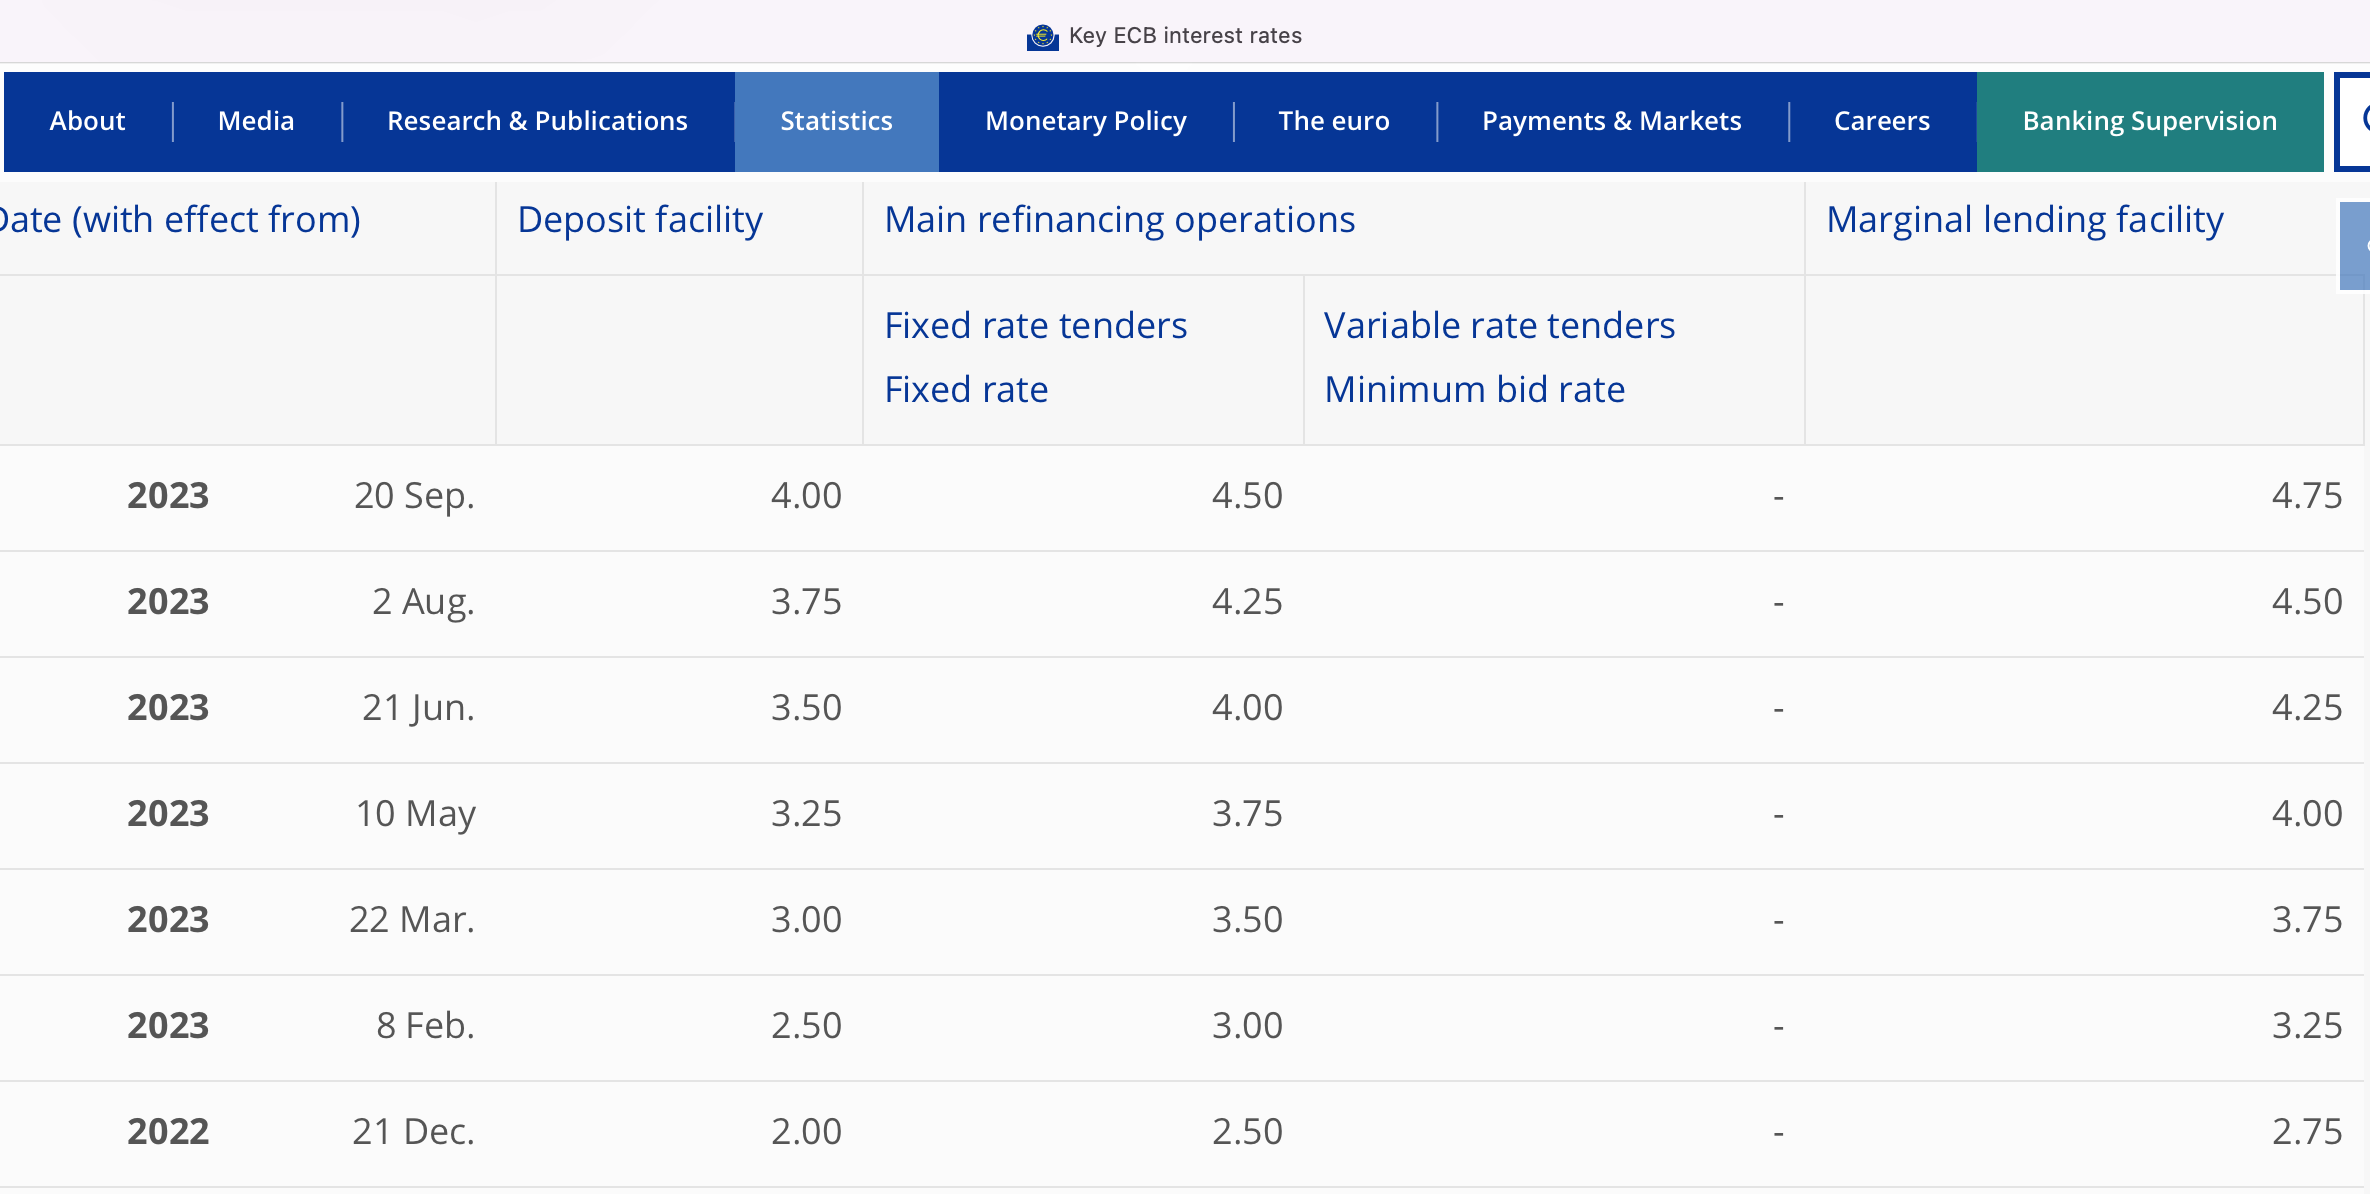 Key ECB interest rates
About Media Research & Publications Statistics Monetary Policy The euro Payments & Markets Careers Banking Supervision
Date (with effect from) Deposit facility Main refinancing operations Marginal lending facility
Fixed rate tenders Variable rate tenders
Fixed rate Minimum bid rate
2023 20 Sep. 4.00 4.50 - 4.75
2023 2 Aug. 3.75 4.25 - 4.50
2023 21 Jun. 3.50 4.00 - 4.25
2023 10 May 3.25 3.75 - 4.00
2023 22 Mar. 3.00 3.50 - 3.75
2023 8 Feb. 2.50 3.00 - 3.25
2022 21 Dec. 2.00 2.50 - 2.75